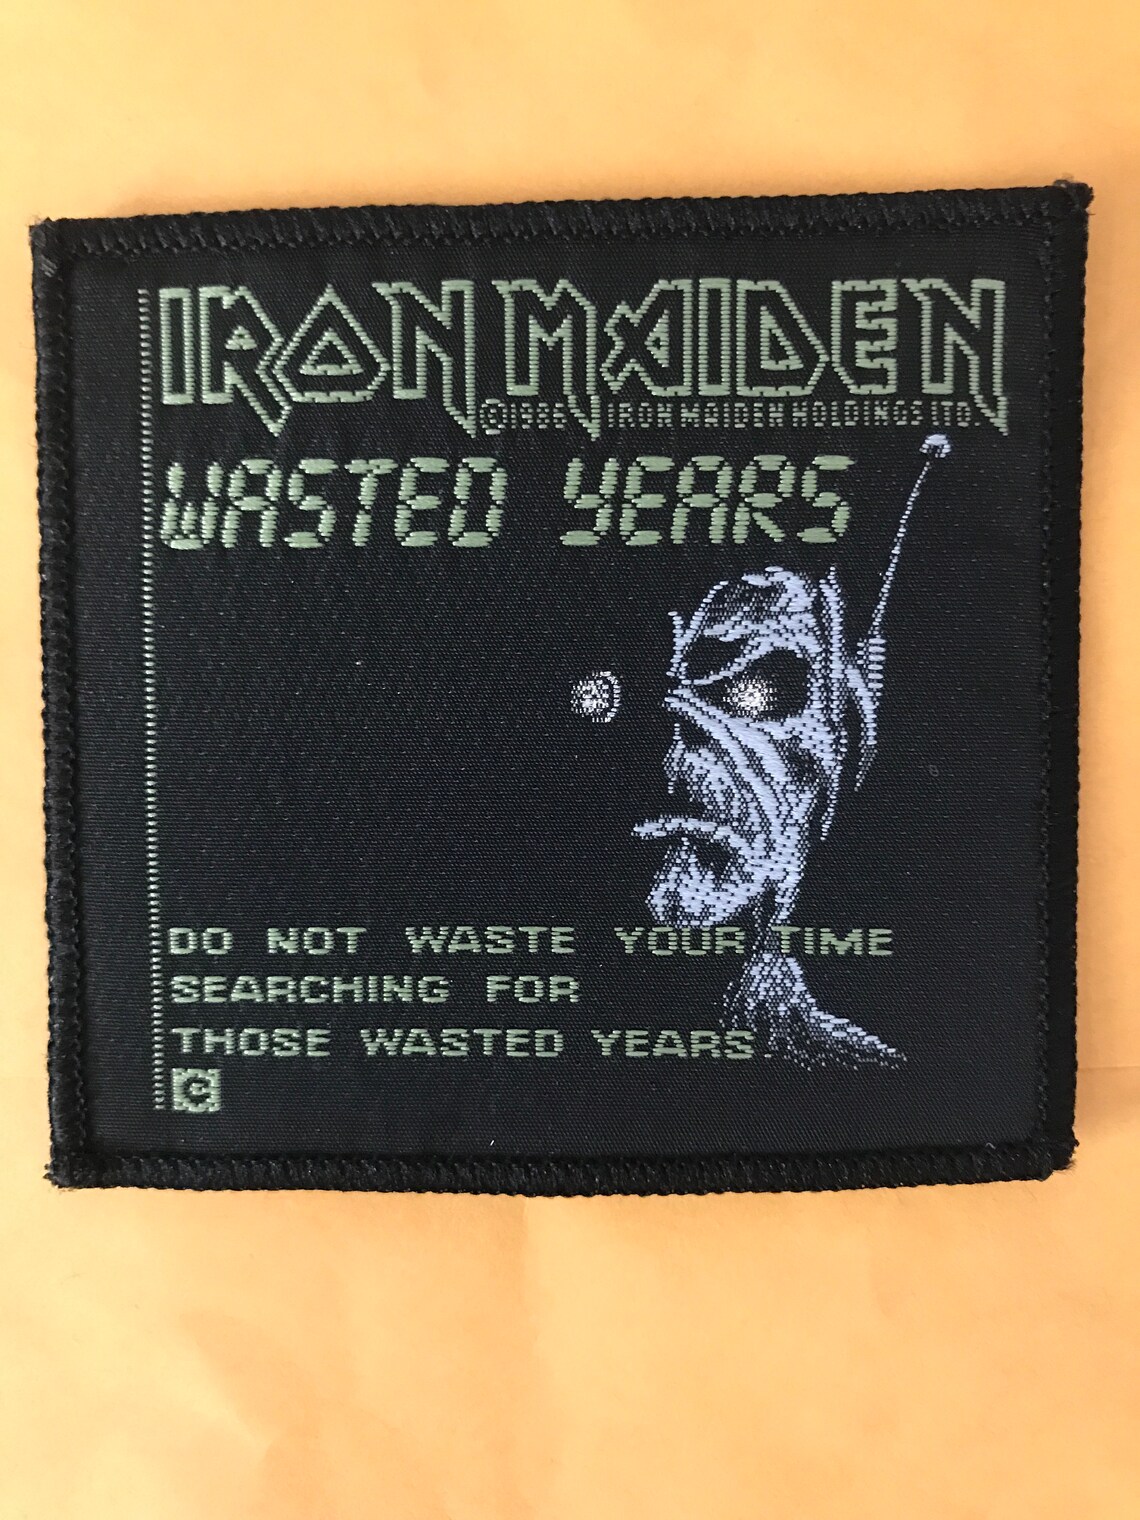 IRON MAIDEN
©1986 IRON MAIDEN HOLDINGS LTD.
WASTED YEARS
DO NOT WASTE YOUR TIME
SEARCHING FOR
THOSE WASTED YEARS
C